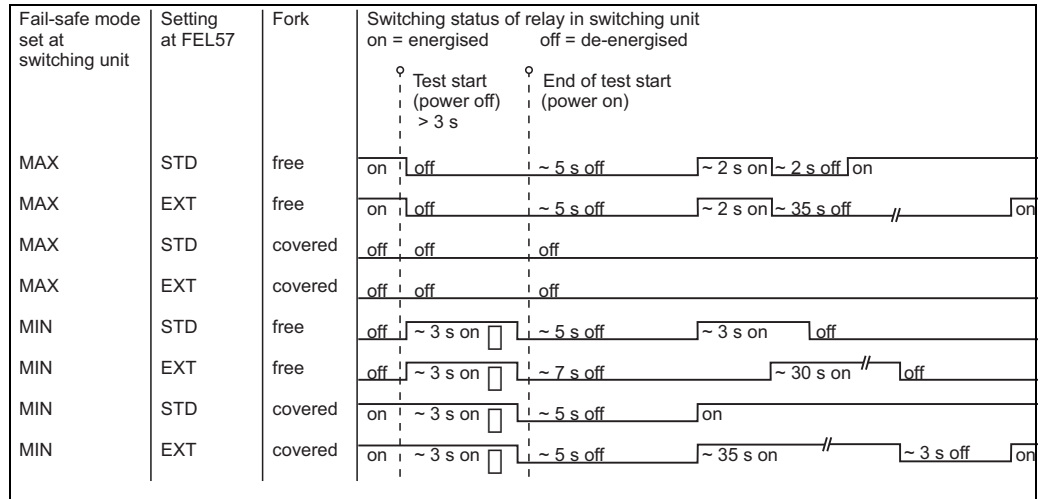 Fail-safe mode set at switching unit
Setting at FEL57
Fork
Switching status of relay in switching unit
on = energised off = de-energised
Test start (power off) > 3 s
End of test start (power on)
MAX STD free on off ~ 5 s off ~ 2 s on ~ 2 s off on
MAX EXT free on off ~ 5 s off ~ 2 s on ~ 35 s off on
MAX STD covered off off off
MAX EXT covered off off off
MIN STD free off ~ 3 s on ~ 5 s off ~ 3 s on off
MIN EXT free off ~ 3 s on ~ 7 s off ~ 30 s on off
MIN STD covered on ~ 3 s on ~ 5 s off on
MIN EXT covered on ~ 3 s on ~ 5 s off ~ 35 s on ~ 3 s off on